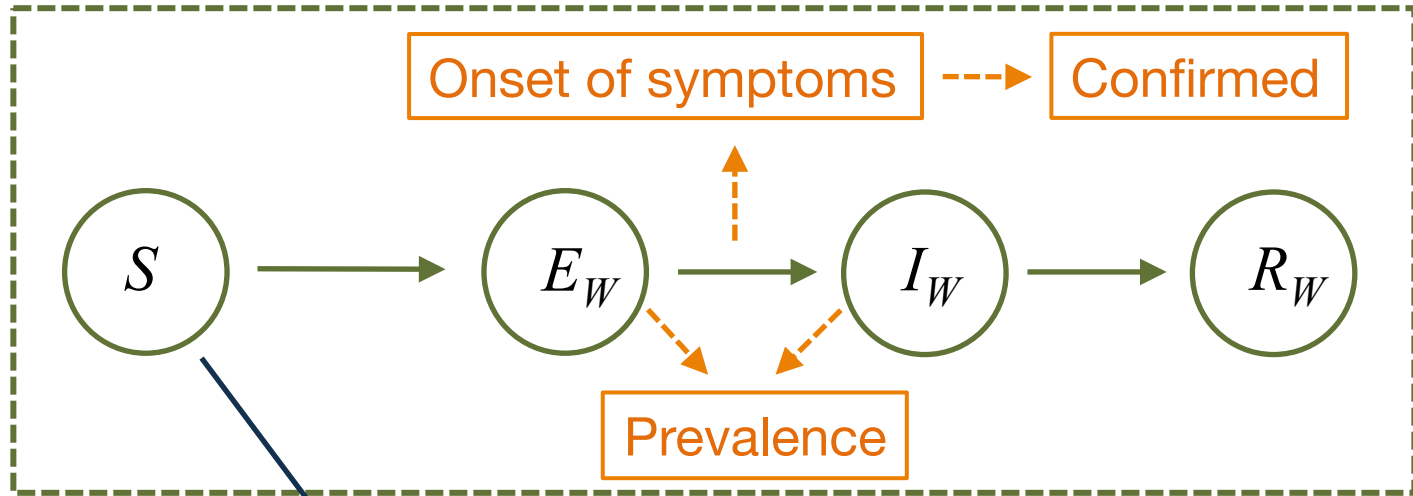 Onset of symptoms
Confirmed
S
E_W
I_W
R_W
Prevalence